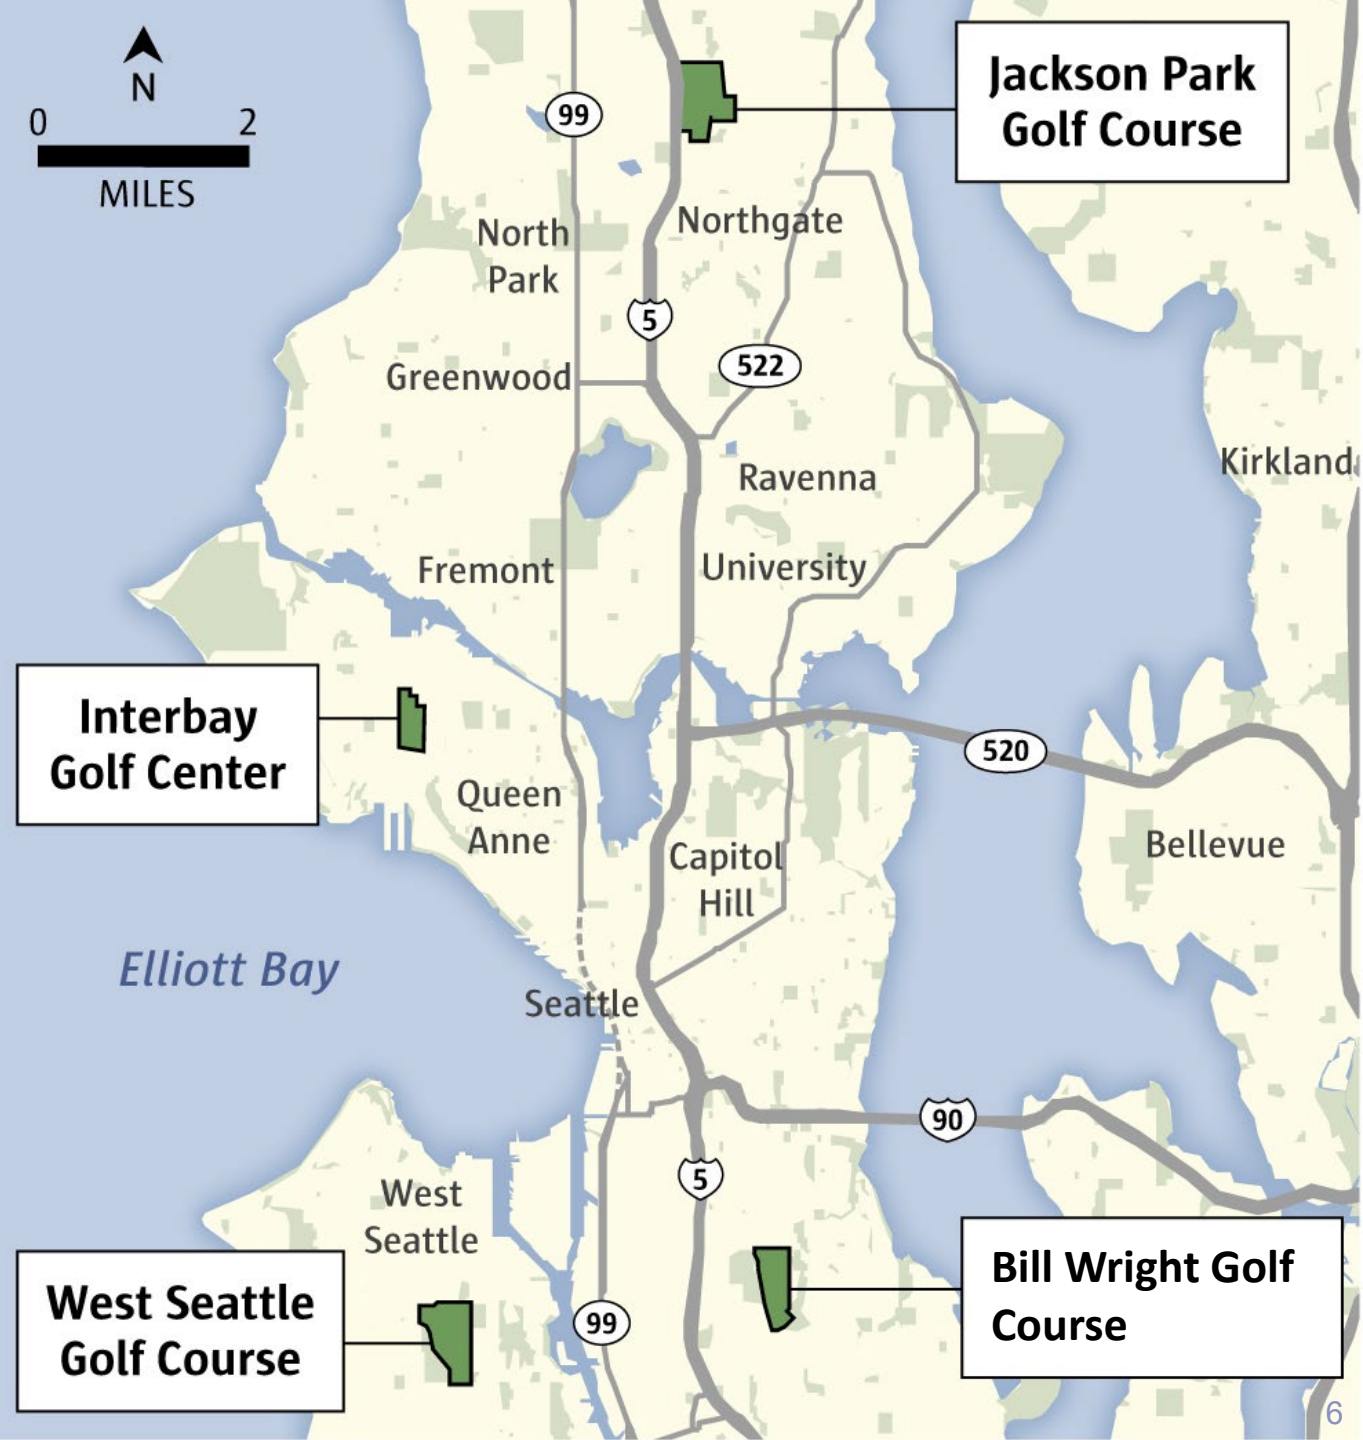 N
0 2
MILES
99
Jackson Park
Golf Course
Northgate
North
Park
5
522
Greenwood
Kirkland
Ravenna
Fremont
University
Interbay
Golf Center
520
Queen
Anne
Bellevue
Capitol
Hill
Elliott Bay
Seattle
90
5
West
Seattle
Bill Wright Golf
Course
West Seattle
Golf Course
99
6